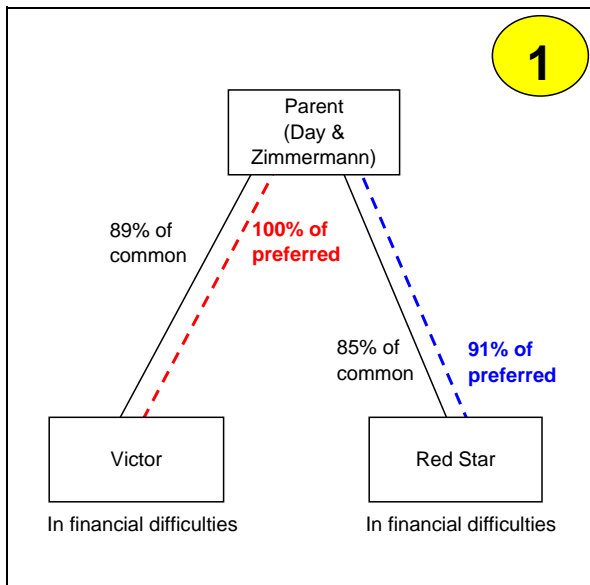 1
Parent
(Day &
Zimmermann)
89% of
common
100% of
preferred
85% of
common
91% of
preferred
Victor
Red Star
In financial difficulties
In financial difficulties